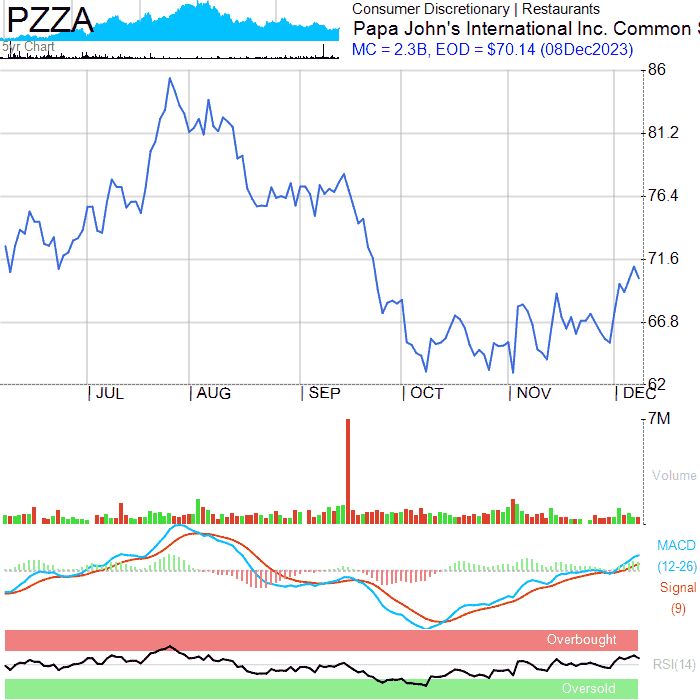 PZZA
5yr Chart
Consumer Discretionary | Restaurants
Papa John's International Inc. Common S
MC = 2.3B, EOD = $70.14 (08Dec2023)
86
81.2
76.4
71.6
66.8
62
JUL
AUG
SEP
OCT
NOV
DEC
7M
Volume
MACD
(12-26)
Signal
(9)
Overbought
RSI(14)
Oversold